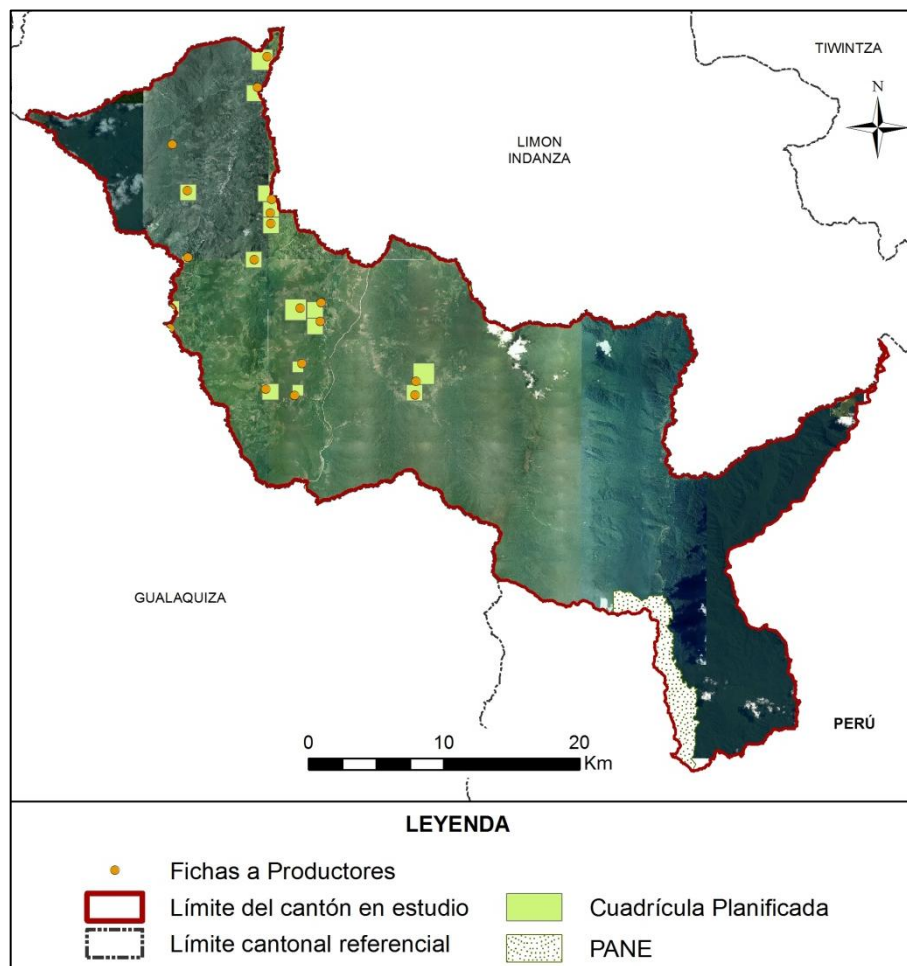 TIWINTZA
N
LIMON
INDANZA
GUALAQUIZA
PERÚ
0 10 20
Km
LEYENDA
Fichas a Productores
Límite del cantón en estudio
Cuadrícula Planificada
Límite cantonal referencial
PANE